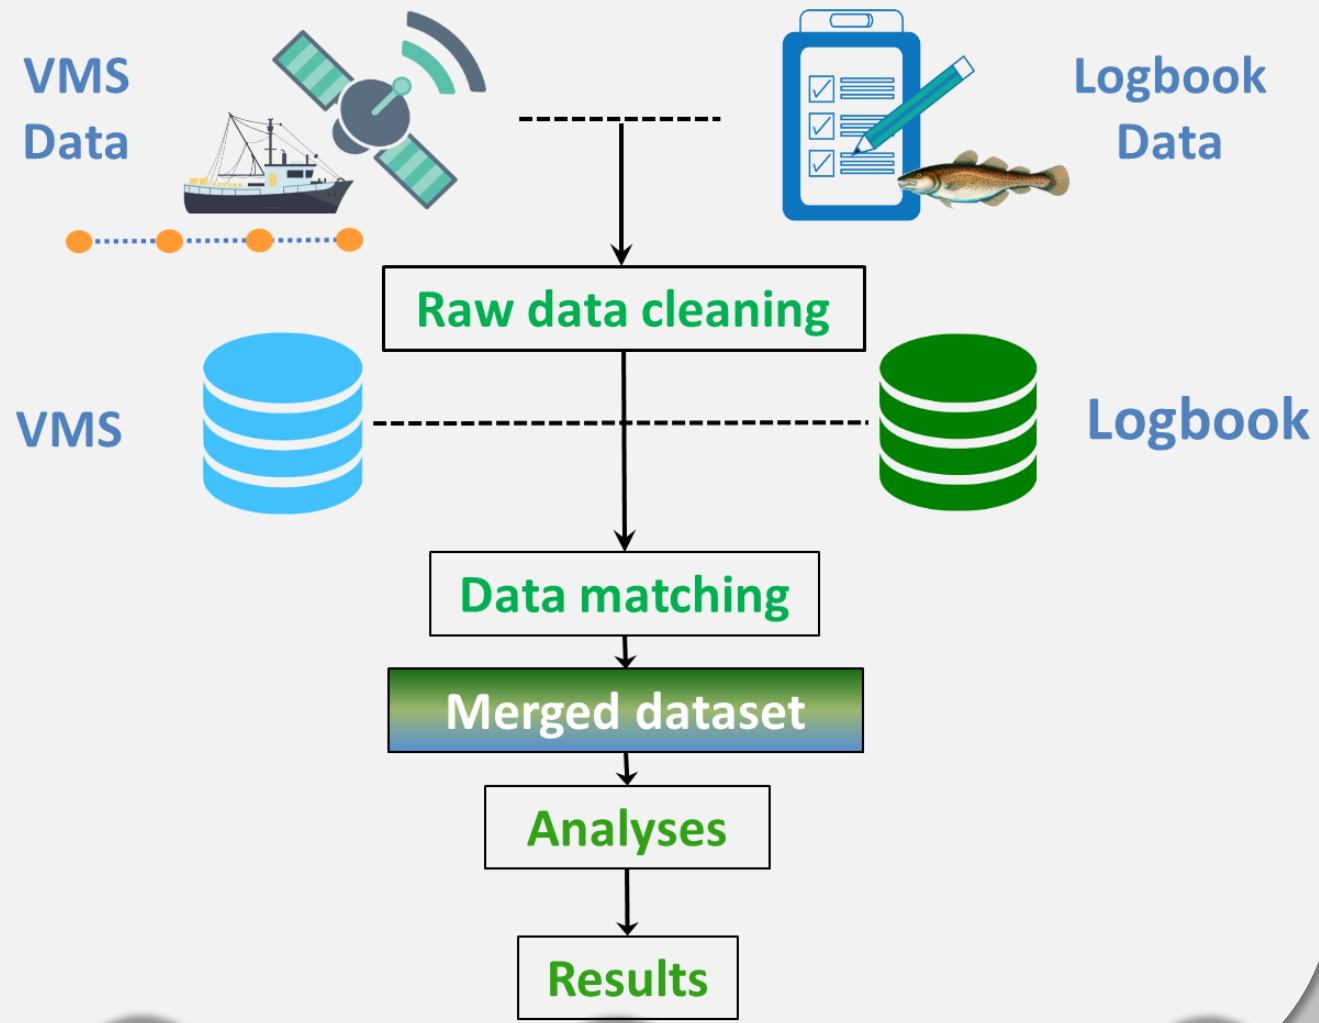 VMS
Data
Logbook
Data
Raw data cleaning
VMS
Logbook
Data matching
Merged dataset
Analyses
Results